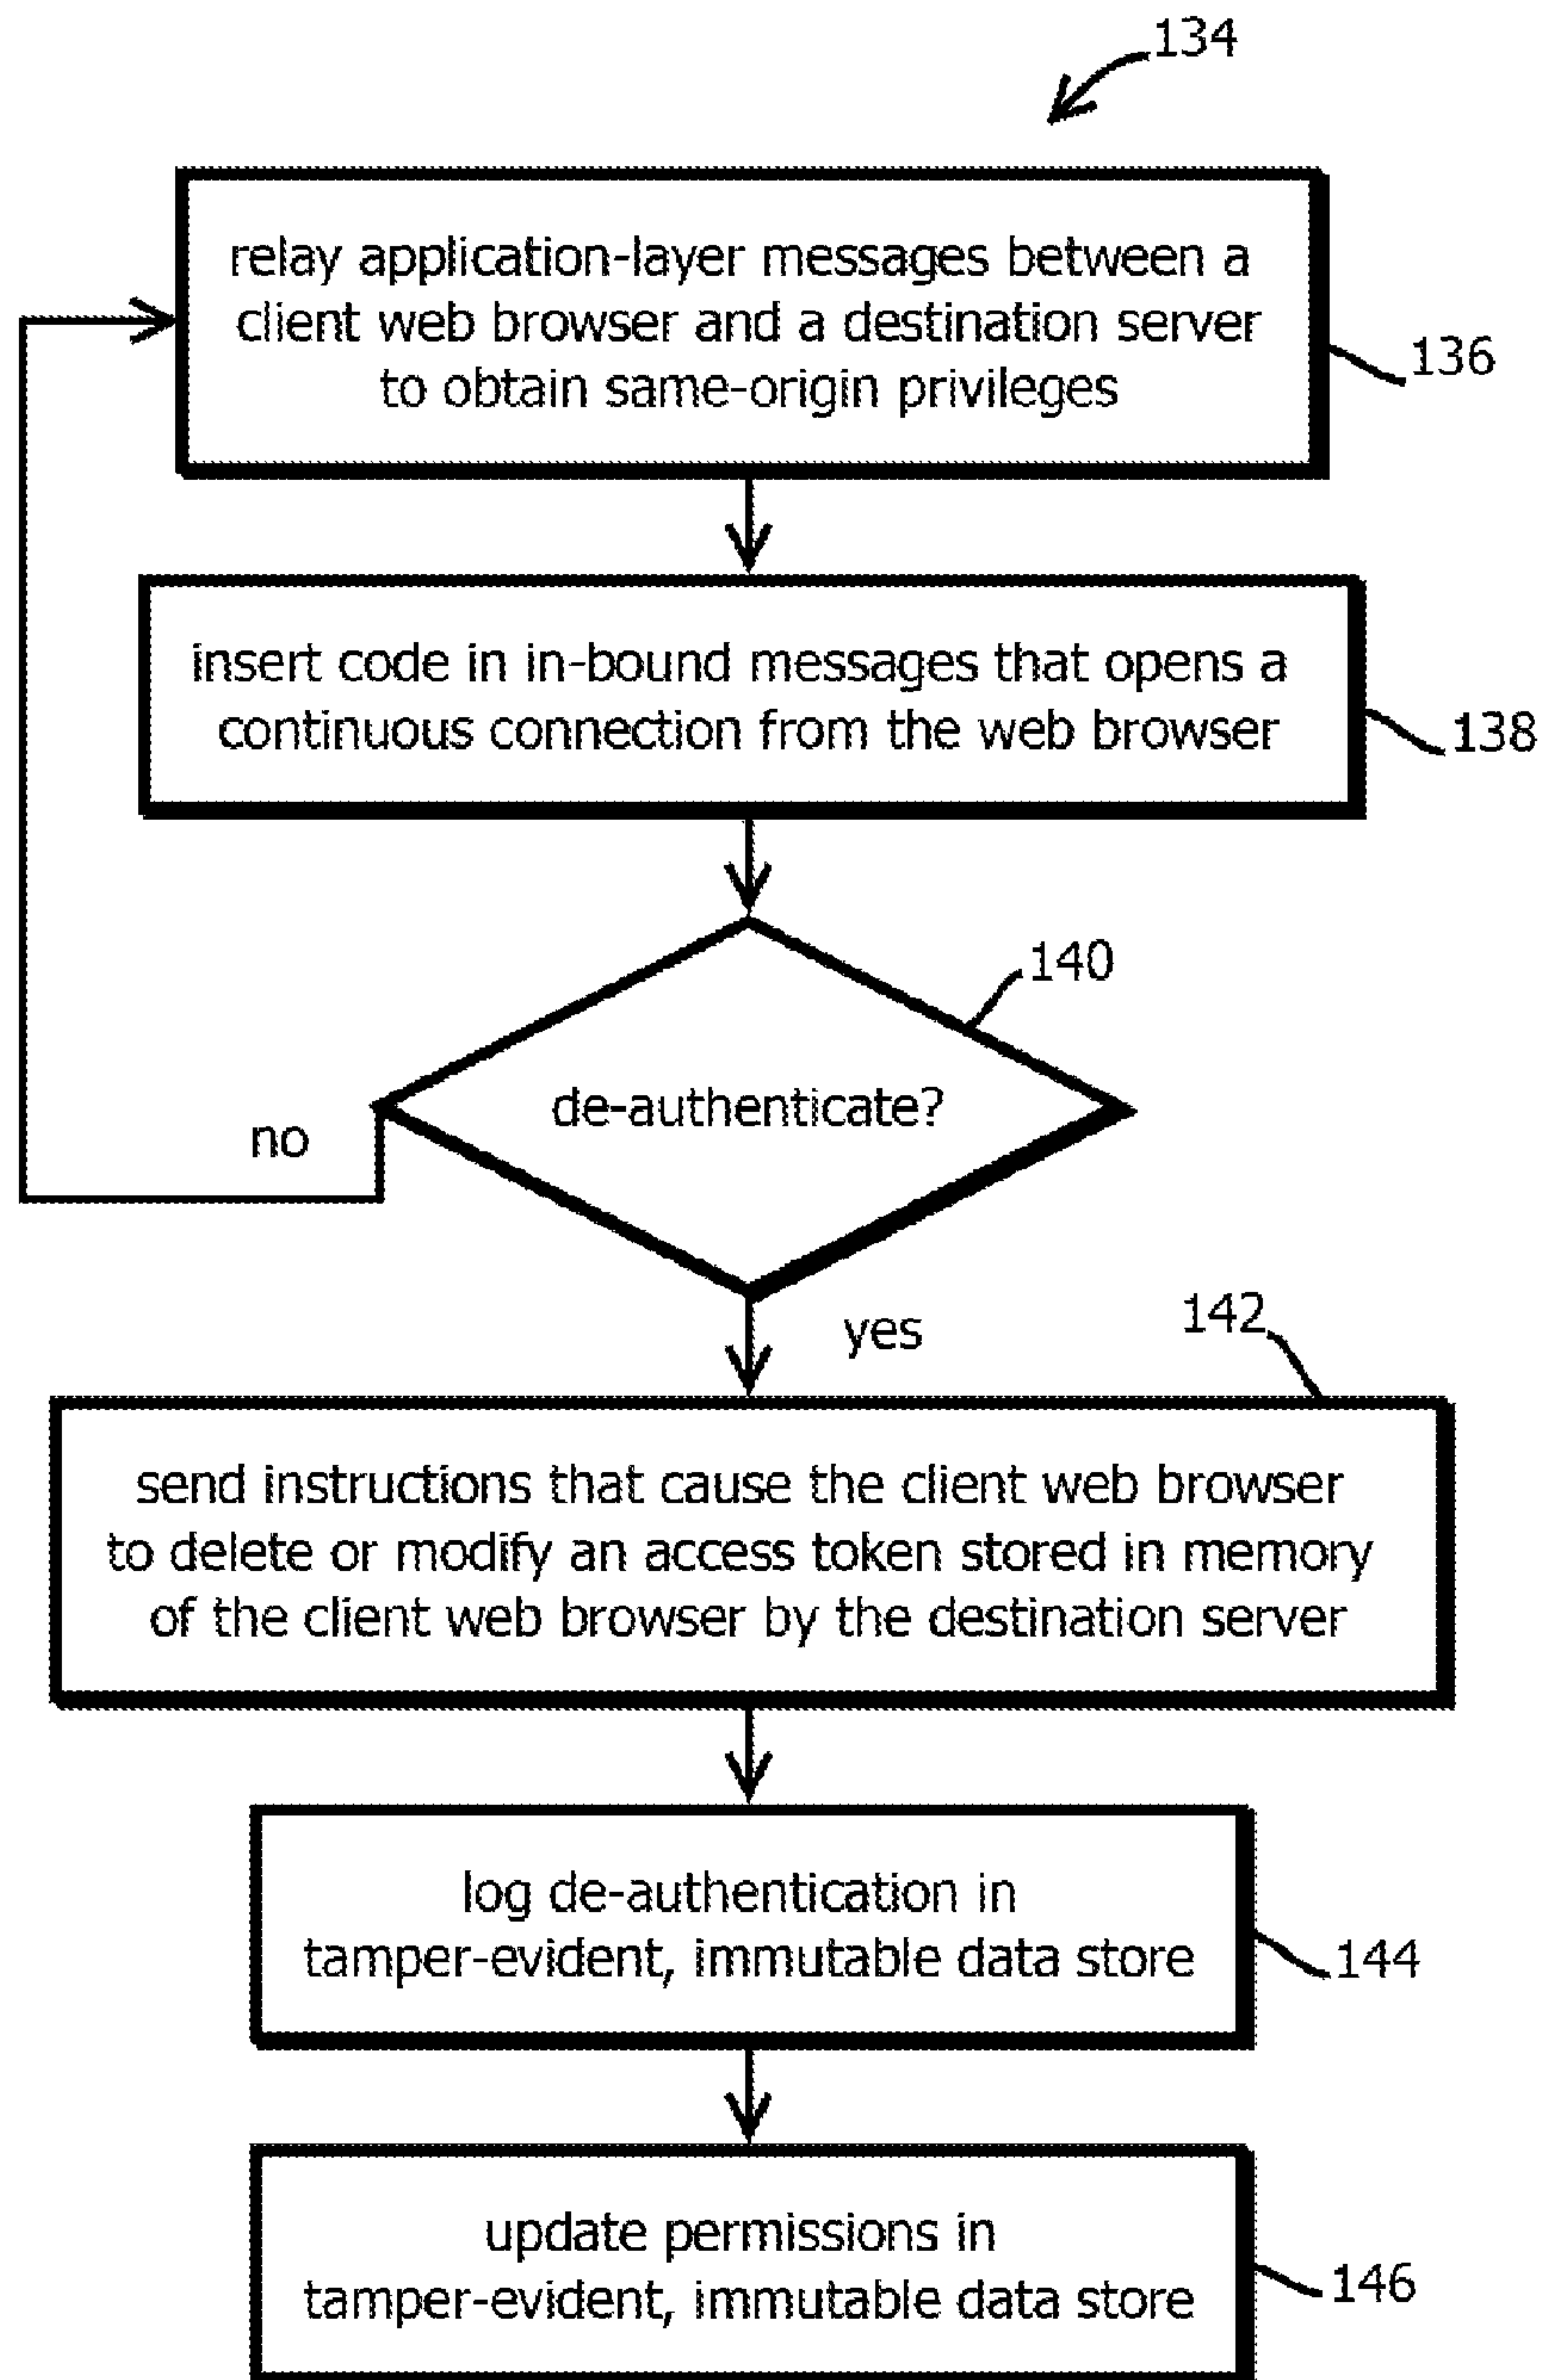 134
relay application-layer messages between a
client web browser and a destination server
to obtain same-origin privileges
136
insert code in in-bound messages that opens a
continuous connection from the web browser
138
140
de-authenticate?
no
yes
142
send instructions that cause the client web browser
to delete or modify an access token stored in memory
of the client web browser by the destination server
log de-authentication in
tamper-evident, immutable data store
144
update permissions in
tamper-evident, immutable data store
146